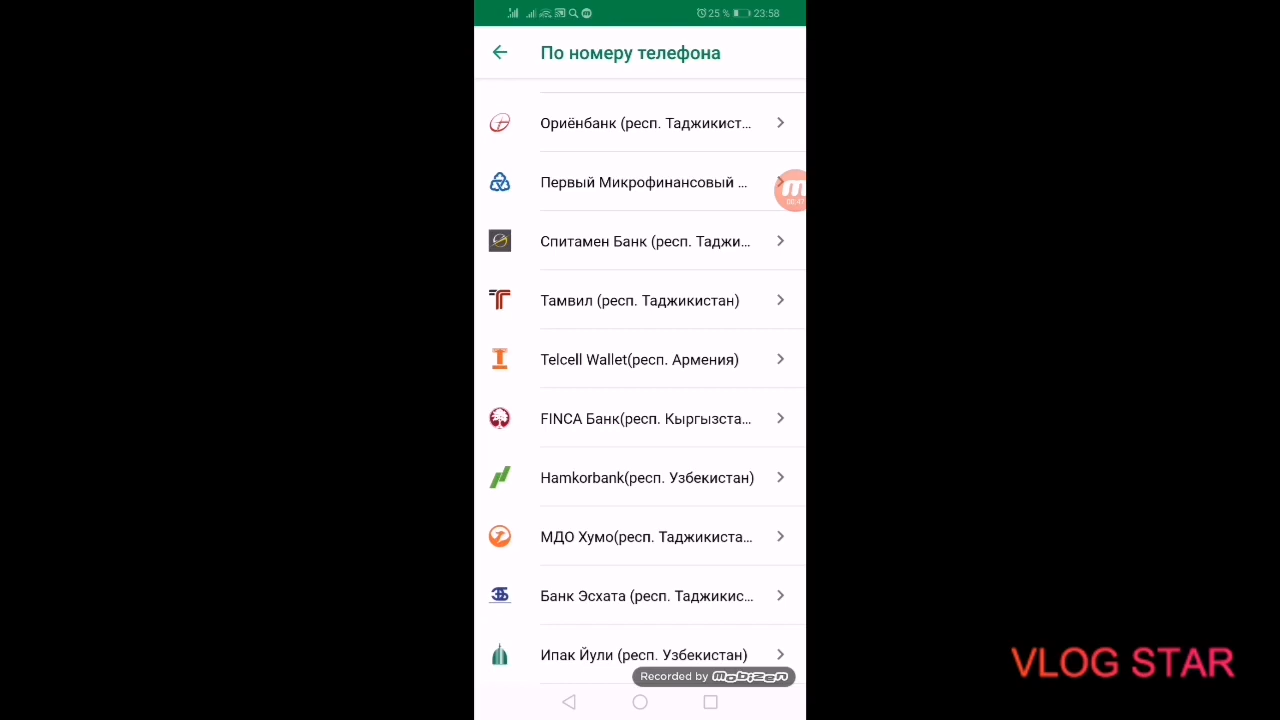 25 % 23:58
По номеру телефона
Ориёнбанк (респ. Таджикист...
Первый Микрофинансовый ...
00:47
Спитамен Банк (респ. Таджи...
Тамвил (респ. Таджикистан)
Telcell Wallet(респ. Армения)
FINCA Банк(респ. Кыргызста...
Hamkorbank(респ. Узбекистан)
МДО Хумо(респ. Таджикиста...
Банк Эсхата (респ. Таджикис...
Ипак Йули (респ. Узбекистан)
Recorded by mobizen
VLOG STAR